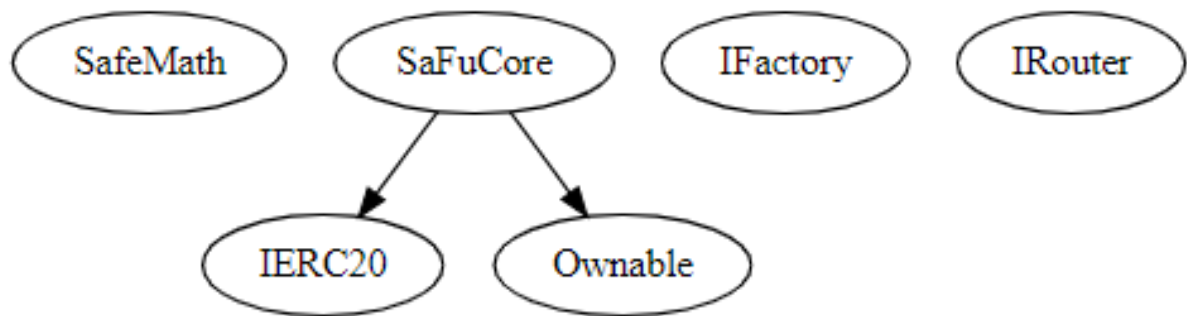 SafeMath
SaFuCore
IFactory
IRouter
IERC20
Ownable